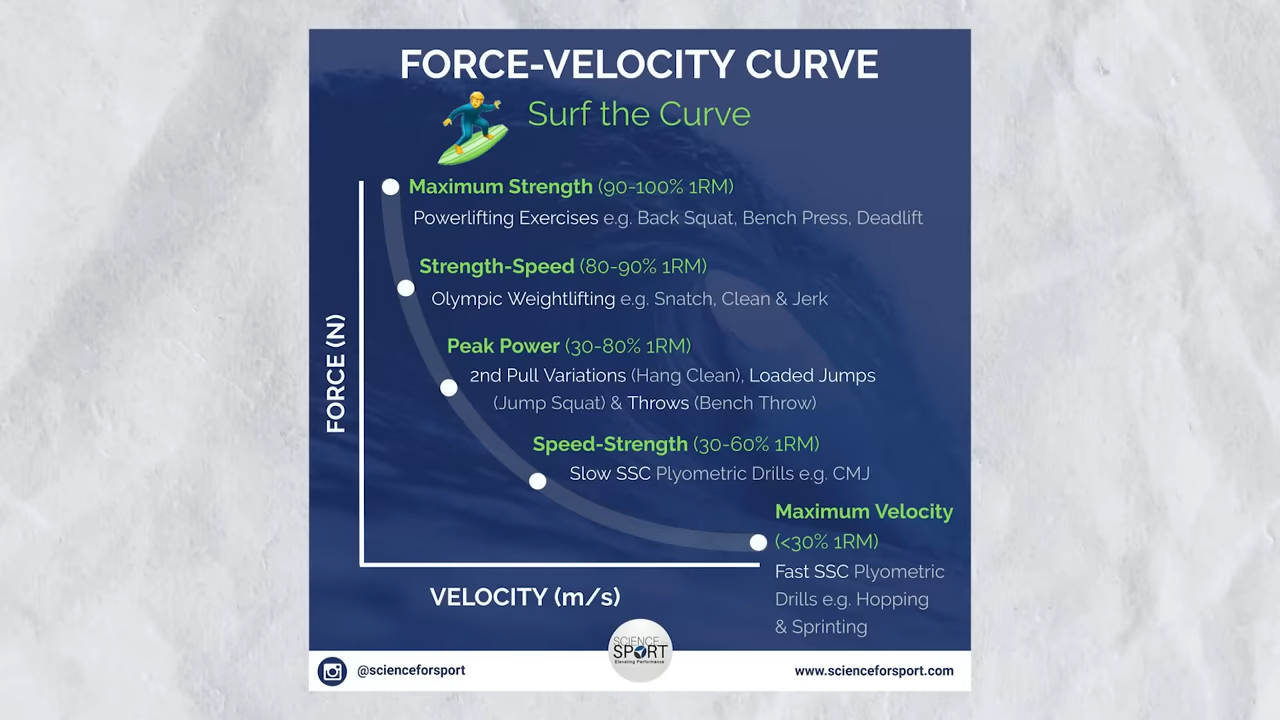 FORCE-VELOCITY CURVE
Surf the Curve
Maximum Strength (90-100% 1RM)
Powerlifting Exercises e.g. Back Squat, Bench Press, Deadlift
Strength-Speed (80-90% 1RM)
Olympic Weightlifting e.g. Snatch, Clean & Jerk
Peak Power (30-80% 1RM)
2nd Pull Variations (Hang Clean), Loaded Jumps
(Jump Squat) & Throws (Bench Throw)
Speed-Strength (30-60% 1RM)
Slow SSC Plyometric Drills e.g. CMJ
Maximum Velocity
(<30% 1RM)
Fast SSC Plyometric
Drills e.g. Hopping
& Sprinting
FORCE (N)
VELOCITY (m/s)
SCIENCE FOR
SPORT
Elevating Performance
@scienceforsport
www.scienceforsport.com